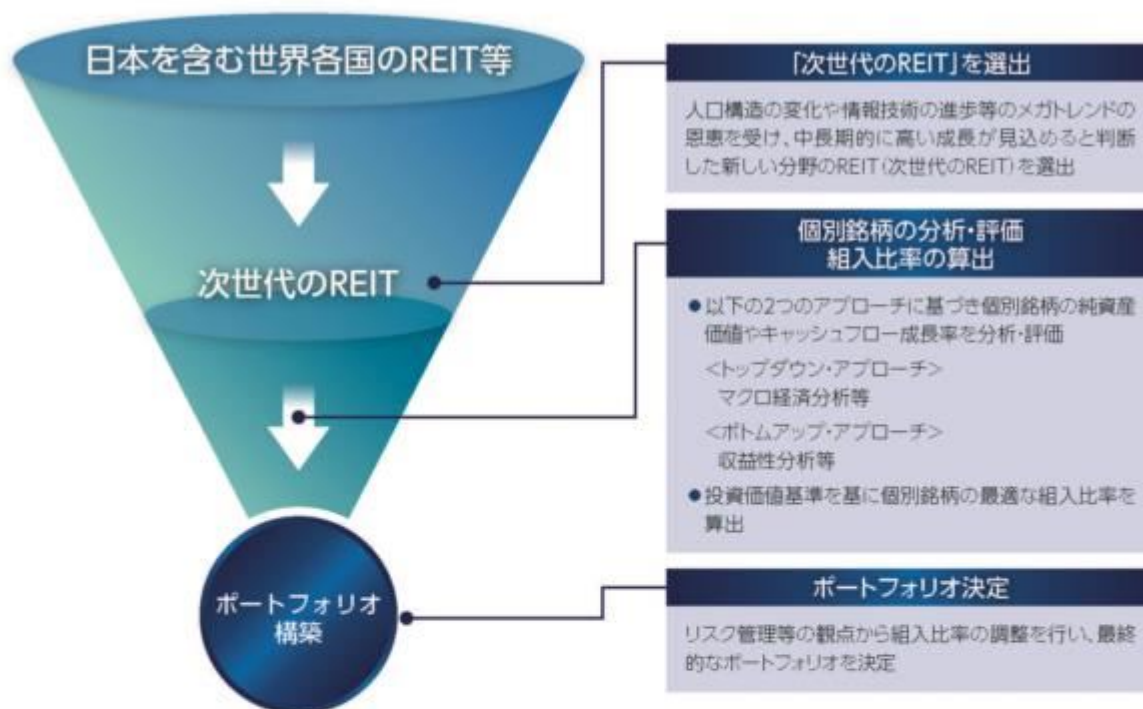 日本を含む世界各国のREIT等
次世代のREIT
ポートフォリオ
構築
「次世代のREIT」を選出
人口構造の変化や情報技術の進歩等のメガトレンドの
恩恵を受け、中長期的に高い成長が見込めると判断
した新しい分野のREIT(次世代のREIT)を選出
個別銘柄の分析・評価
組入比率の算出
●以下の2つのアプローチに基づき個別銘柄の純資産
価値やキャッシュフロー成長率を分析・評価
<トップダウン・アプローチ>
マクロ経済分析等
<ボトムアップ・アプローチ>
収益性分析等
●投資価値基準を基に個別銘柄の最適な組入比率を
算出
ポートフォリオ決定
リスク管理等の観点から組入比率の調整を行い、最終
的なポートフォリオを決定